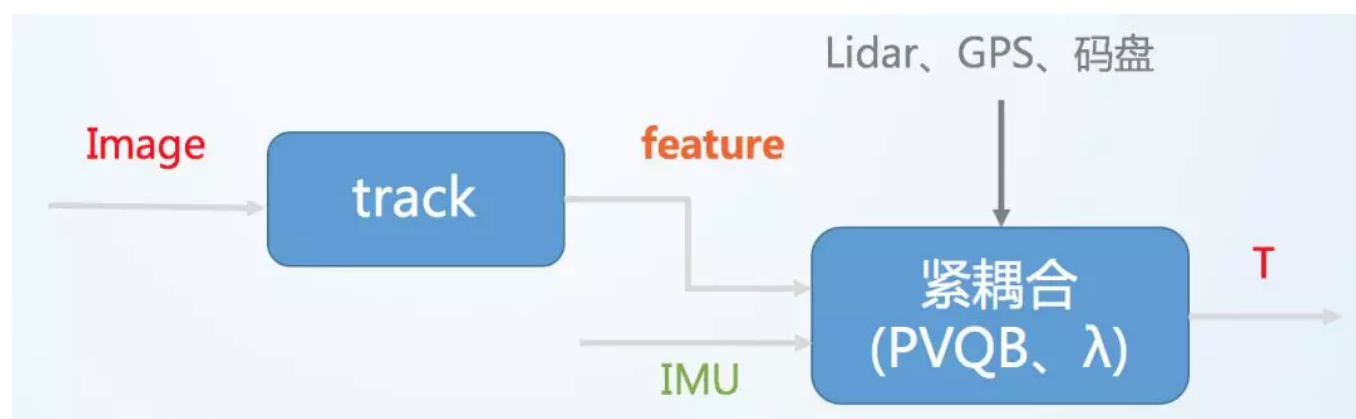 Lidar、GPS、码盘
Image
feature
track
紧耦合
(PVQB、λ)
T
IMU